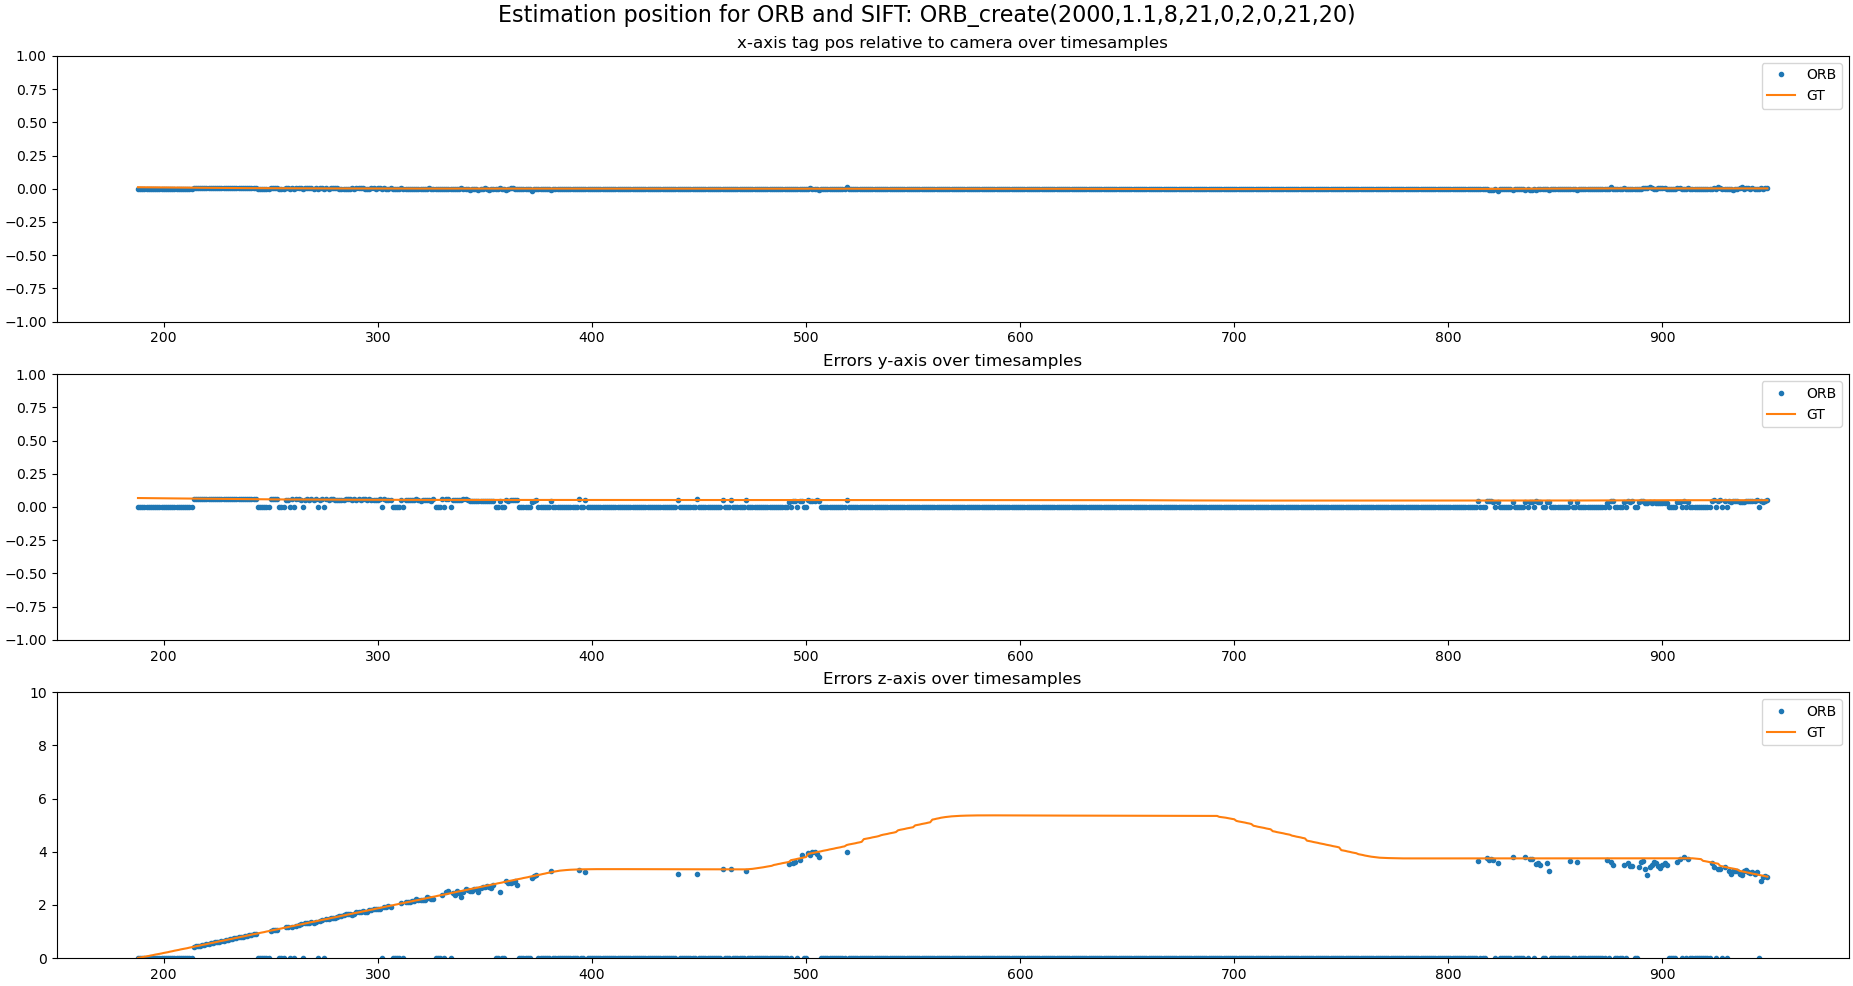 Estimation position for ORB and SIFT: ORB_create(2000,1.1,8,21,0,2,0,21,20)
x-axis tag pos relative to camera over timesamples
1.00
0.75
0.50
0.25
0.00
−0.25
−0.50
−0.75
−1.00
ORB
GT
200 300 400 500 600 700 800 900
Errors y-axis over timesamples
1.00
0.75
0.50
0.25
0.00
−0.25
−0.50
−0.75
−1.00
ORB
GT
200 300 400 500 600 700 800 900
Errors z-axis over timesamples
10
8
6
4
2
0
ORB
GT
200 300 400 500 600 700 800 900